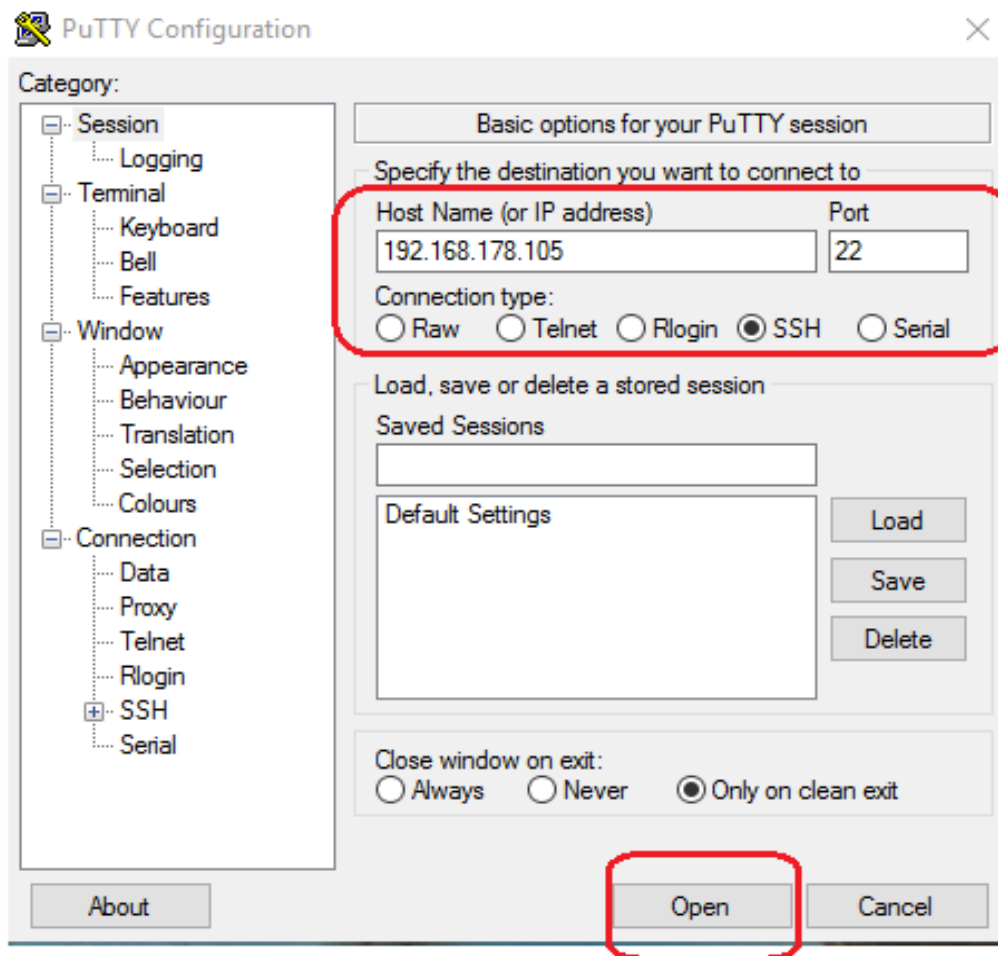 PuTTY Configuration
Category:
Session
Logging
Terminal
Keyboard
Bell
Features
Window
Appearance
Behaviour
Translation
Selection
Colours
Connection
Data
Proxy
Telnet
Rlogin
SSH
Serial
Basic options for your PuTTY session
Specify the destination you want to connect to
Host Name (or IP address) Port
192.168.178.105 22
Connection type:
Raw Telnet Rlogin SSH Serial
Load, save or delete a stored session
Saved Sessions
Default Settings
Load
Save
Delete
Close window on exit:
Always Never Only on clean exit
About Open Cancel